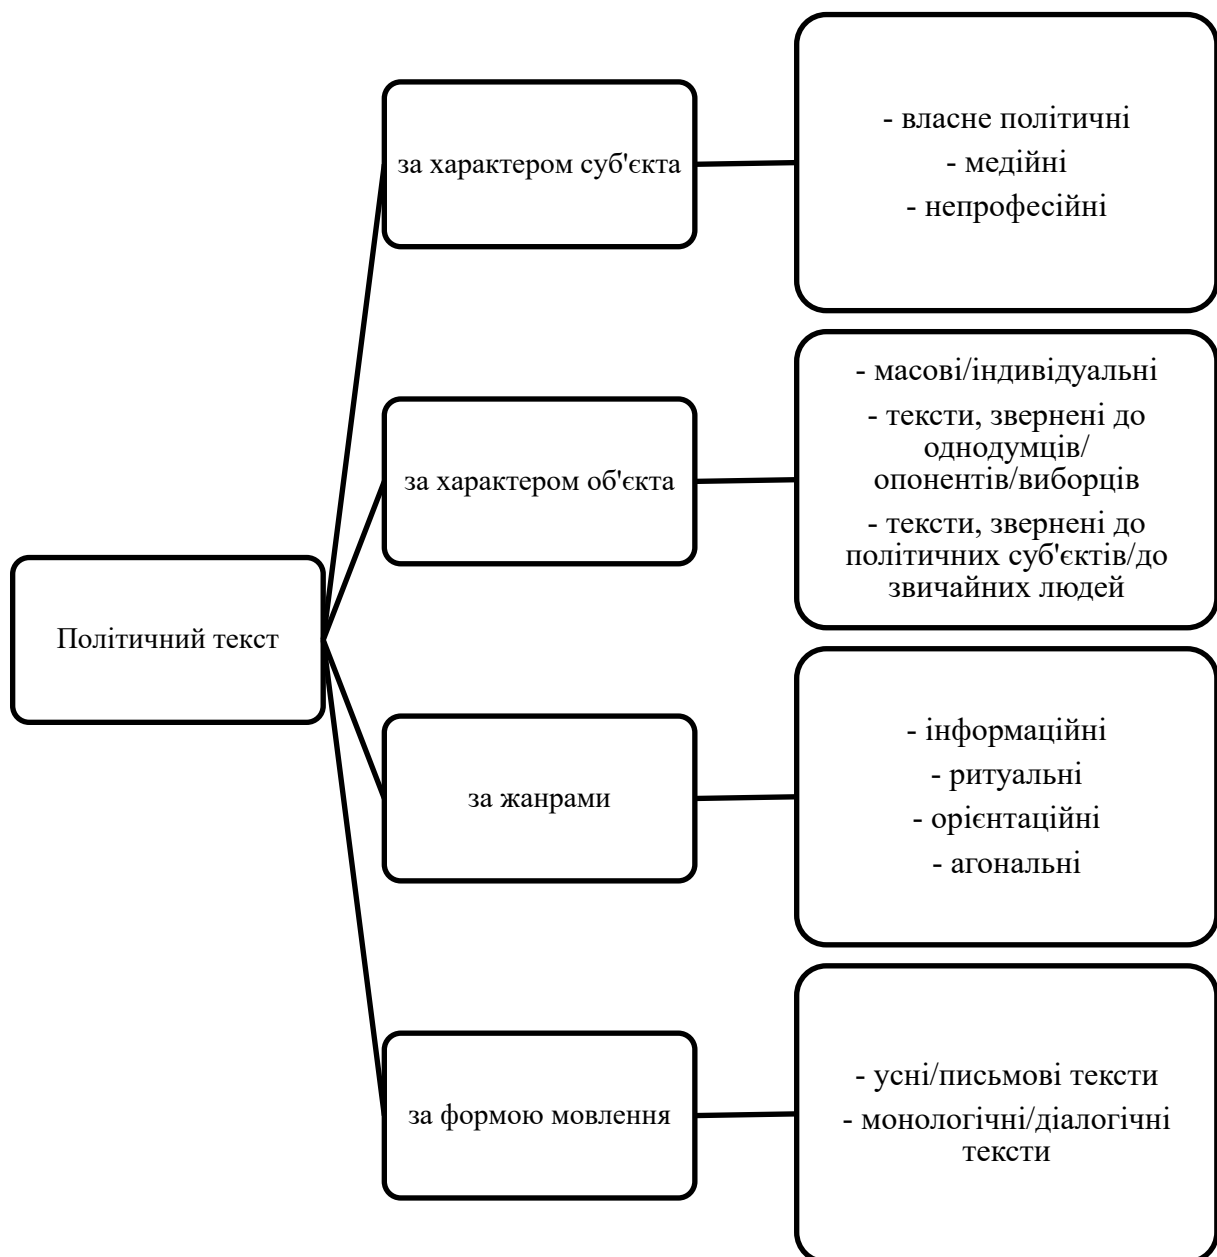 Політичний текст
за характером суб'єкта
- власне політичні
- медійні
- непрофесійні
за характером об'єкта
- масові/індивідуальні
- тексти, звернені до
однодумців/
опонентів/виборців
- тексти, звернені до
політичних суб'єктів/до
звичайних людей
за жанрами
- інформаційні
- ритуальні
- орієнтаційні
- агональні
за формою мовлення
- усні/письмові тексти
- монологічні/діалогічні
тексти